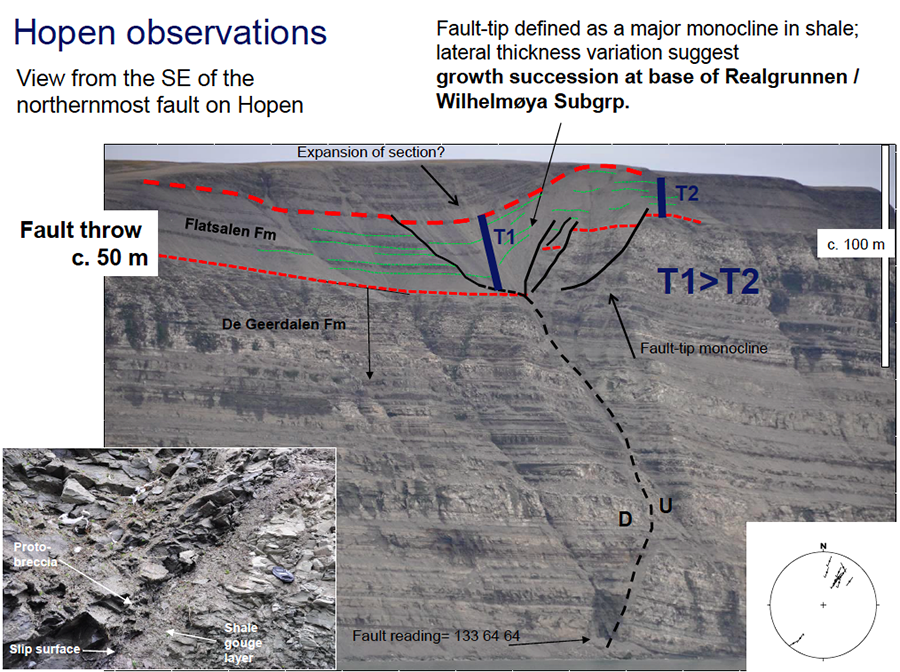 Hopen observations
View from the SE of the
northernmost fault on Hopen
Fault-tip defined as a major monocline in shale;
lateral thickness variation suggest
growth succession at base of Realgrunnen /
Wilhelmøya Subgrp.
Expansion of section?
T2
Flatsalen Fm
T1
Fault throw
c. 50 m
c. 100 m
T1>T2
De Geerdalen Fm
Fault-tip monocline
D
U
Proto-
breccia
Shale
gouge
layer
Slip surface
Fault reading= 133 64 64
N